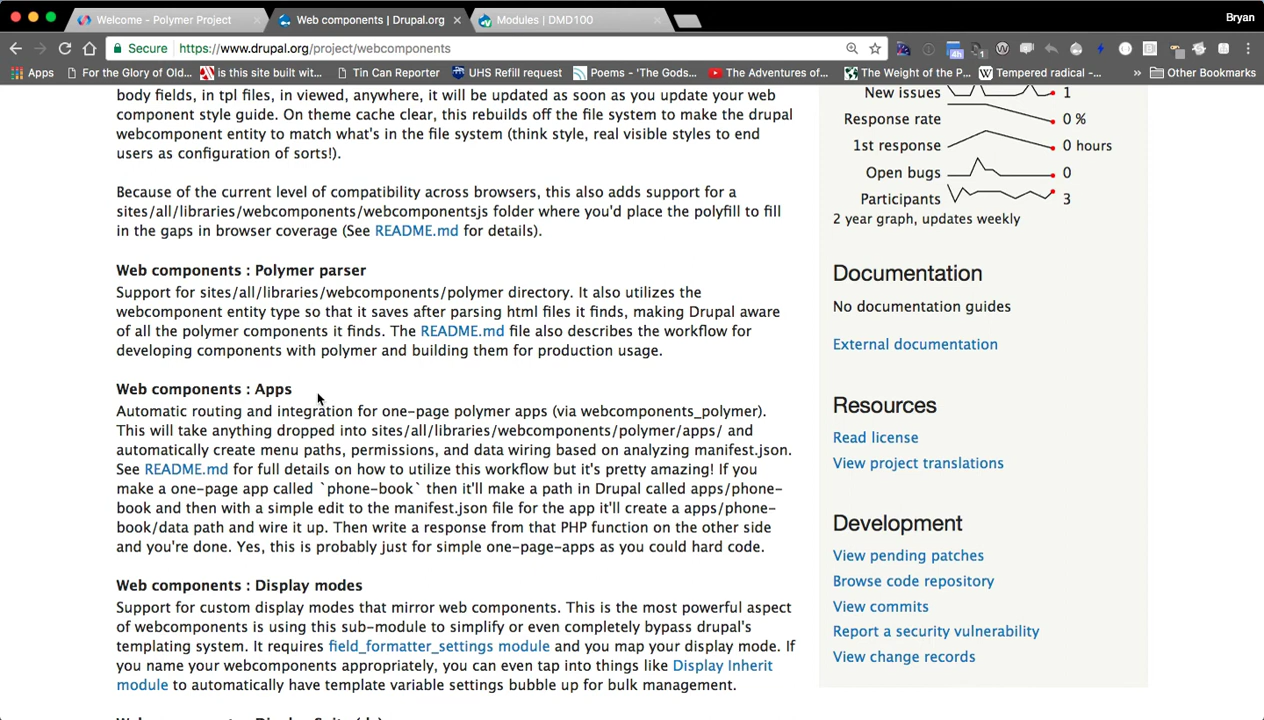 Welcome - Polymer Project
Web components | Drupal.org
Modules | DMD100
Bryan
Secure
https://www.drupal.org/project/webcomponents
Apps
For the Glory of Old...
is this site built wit...
Tin Can Reporter
UHS Refill request
Poems - 'The Gods...
The Adventures of...
The Weight of the P...
Tempered radical -...
»
Other Bookmarks
body fields, in tpl files, in viewed, anywhere, it will be updated as soon as you update your web
component style guide. On theme cache clear, this rebuilds off the file system to make the drupal
webcomponent entity to match what's in the file system (think style, real visible styles to end
users as configuration of sorts!).
Because of the current level of compatibility across browsers, this also adds support for a
sites/all/libraries/webcomponents/webcomponentsjs folder where you'd place the polyfill to fill
in the gaps in browser coverage (See README.md for details).
Web components : Polymer parser
Support for sites/all/libraries/webcomponents/polymer directory. It also utilizes the
webcomponent entity type so that it saves after parsing html files it finds, making Drupal aware
of all the polymer components it finds. The README.md file also describes the workflow for
developing components with polymer and building them for production usage.
Web components : Apps
Automatic routing and integration for one-page polymer apps (via webcomponents_polymer).
This will take anything dropped into sites/all/libraries/webcomponents/polymer/apps/ and
automatically create menu paths, permissions, and data wiring based on analyzing manifest.json.
See README.md for full details on how to utilize this workflow but it's pretty amazing! If you
make a one-page app called `phone-book` then it'll make a path in Drupal called apps/phone-
book and then with a simple edit to the manifest.json file for the app it'll create a apps/phone-
book/data path and wire it up. Then write a response from that PHP function on the other side
and you're done. Yes, this is probably just for simple one-page-apps as you could hard code.
Web components : Display modes
Support for custom display modes that mirror web components. This is the most powerful aspect
of webcomponents is using this sub-module to simplify or even completely bypass drupal's
templating system. It requires field_formatter_settings module and you map your display mode. If
you name your webcomponents appropriately, you can even tap into things like Display Inherit
module to automatically have template variable settings bubble up for bulk management.
New issues 1
Response rate 0 %
1st response 0 hours
Open bugs 0
Participants 3
2 year graph, updates weekly
Documentation
No documentation guides
External documentation
Resources
Read license
View project translations
Development
View pending patches
Browse code repository
View commits
Report a security vulnerability
View change records